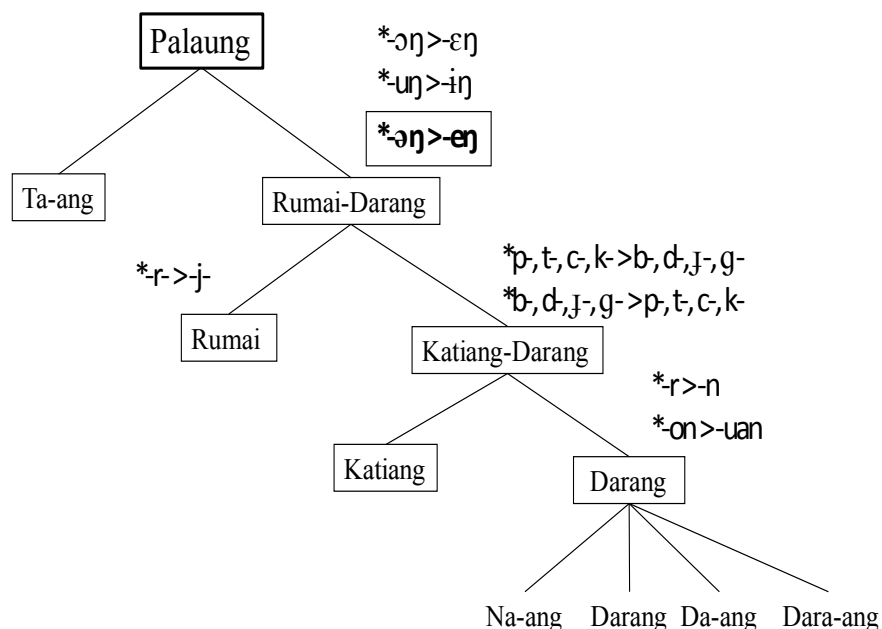 Palaung
*-ɔŋ>-ɛŋ
*-uŋ>-ɨŋ
*-əŋ>-eŋ
Ta-ang
Rumai-Darang
*-r->-j-
*p-, t-, c-, k->b-, d-, ɟ-, ɡ-
*b-, d-, ɟ-, ɡ->p-, t-, c-, k-
Rumai
Katiang-Darang
*-r>-n
*-on>-uan
Katiang
Darang
Na-ang Darang Da-ang Dara-ang